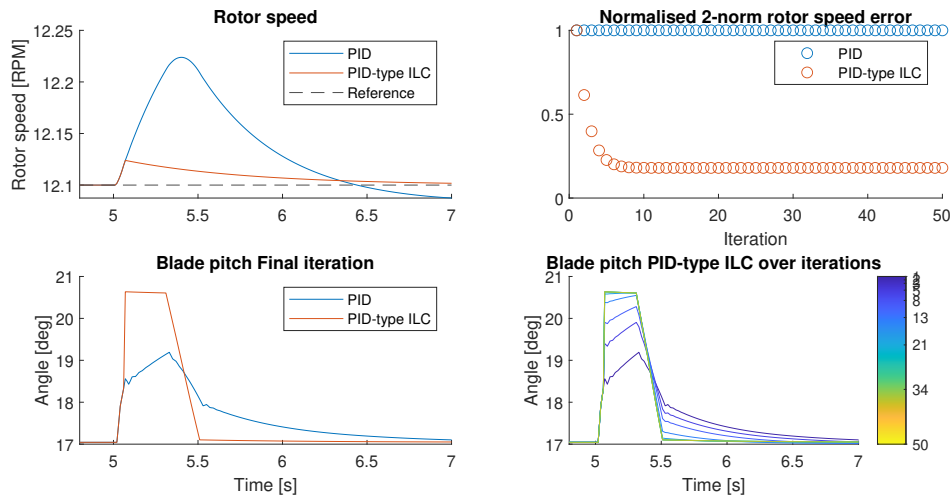 Rotor speed
Rotor speed [RPM]
12.25
12.2
12.15
12.1
5
5.5
6
6.5
7
PID
PID-type ILC
Reference
Normalised 2-norm rotor speed error
1
0.5
0
0
10
20
30
40
50
Iteration
PID
PID-type ILC
Blade pitch Final iteration
Angle [deg]
21
20
19
18
17
5
5.5
6
6.5
7
Time [s]
PID
PID-type ILC
Blade pitch PID-type ILC over iterations
Angle [deg]
21
20
19
18
17
5
5.5
6
6.5
7
Time [s]
8
13
21
34
50